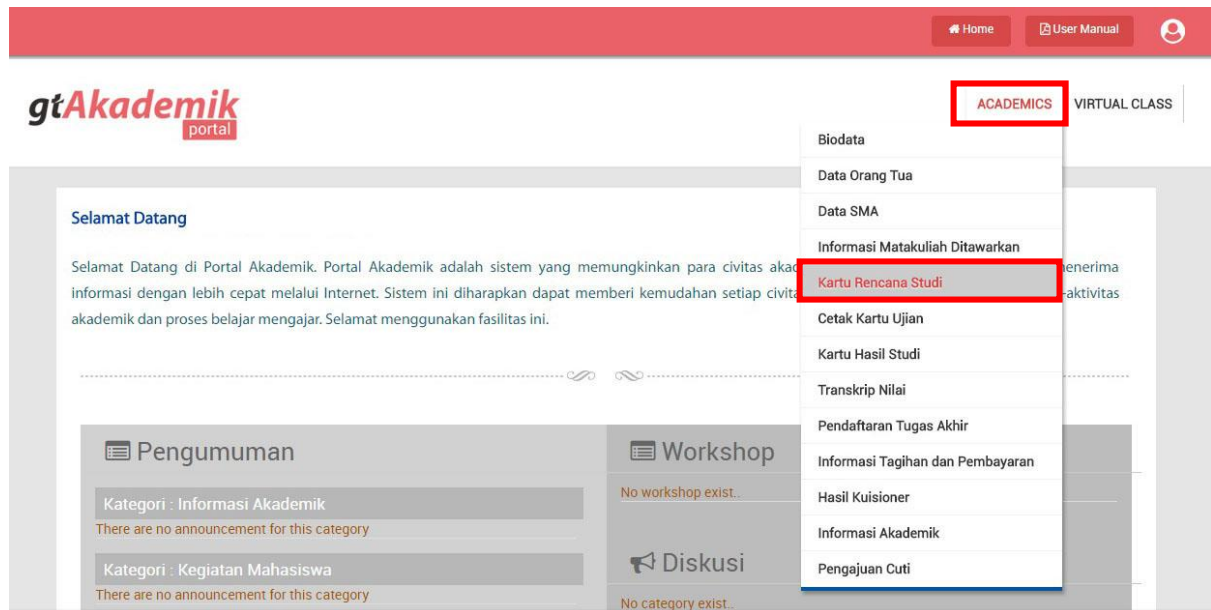 Home
User Manual
gtAkademik
portal
ACADEMICS
VIRTUAL CLASS
Biodata
Data Orang Tua
Data SMA
Informasi Matakuliah Ditawarkan
Kartu Rencana Studi
Cetak Kartu Ujian
Kartu Hasil Studi
Transkrip Nilai
Pendaftaran Tugas Akhir
Informasi Tagihan dan Pembayaran
Hasil Kuisioner
Informasi Akademik
Pengajuan Cuti
Selamat Datang
Selamat Datang di Portal Akademik. Portal Akademik adalah sistem yang memungkinkan para civitas
informasi dengan lebih cepat melalui Internet. Sistem ini diharapkan dapat memberi kemudahan setiap
akademik dan proses belajar mengajar. Selamat menggunakan fasilitas ini.
Pengumuman
Kategori : Informasi Akademik
There are no announcement for this category
Kategori : Kegiatan Mahasiswa
There are no announcement for this category
Workshop
No workshop exist..
Diskusi
No category exist..